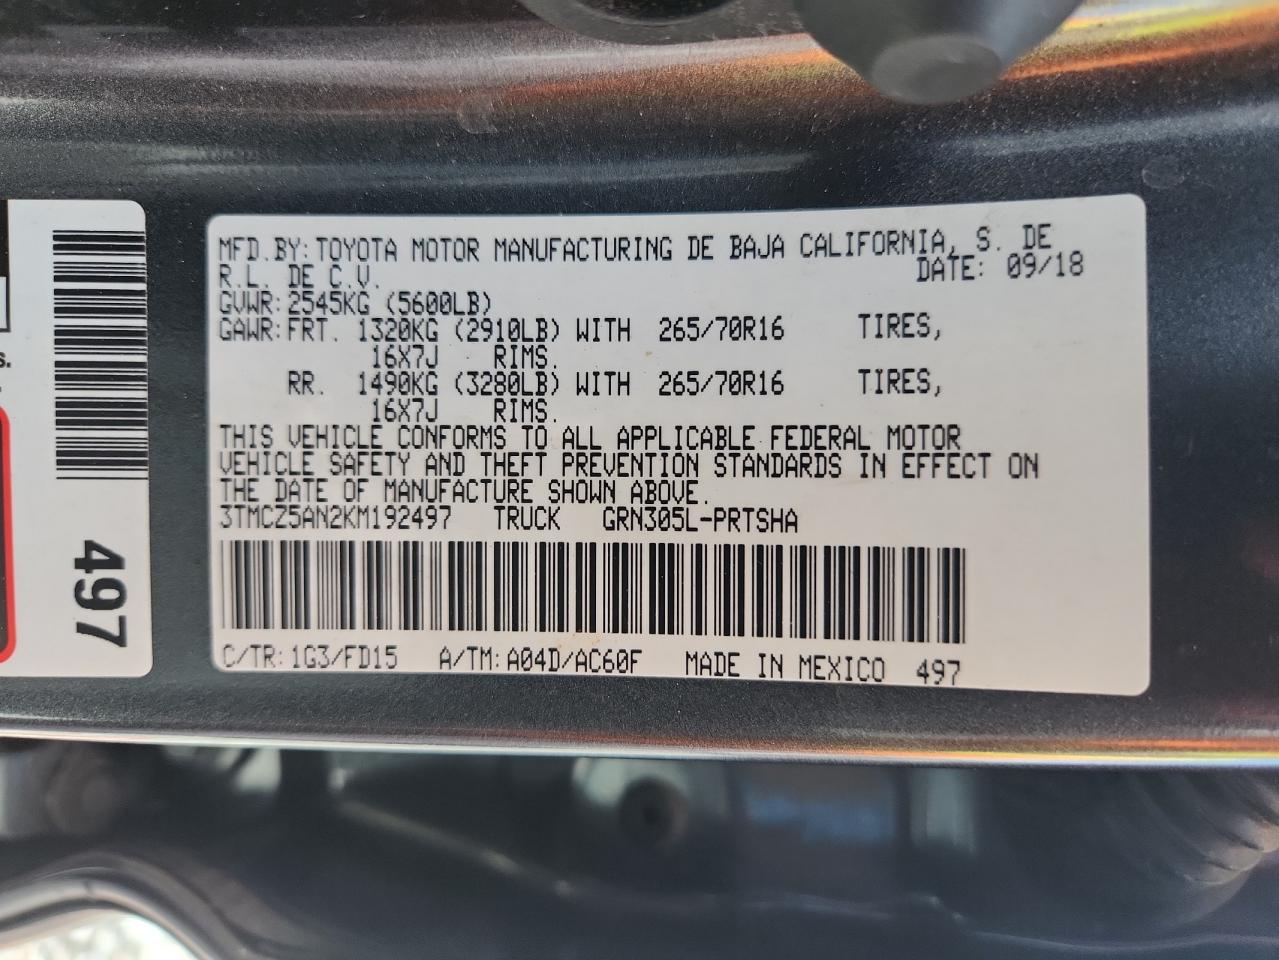 MFD.BY:TOYOTA MOTOR MANUFACTURING DE BAJA CALIFORNIA, S. DE
R.L. DE C.V. DATE: 09/18
GVWR:2545KG (5600LB)
GAWR:FRT. 1320KG (2910LB) WITH 265/70R16 TIRES,
16X7J RIMS.
RR. 1490KG (3280LB) WITH 265/70R16 TIRES,
16X7J RIMS.
THIS VEHICLE CONFORMS TO ALL APPLICABLE FEDERAL MOTOR
VEHICLE SAFETY AND THEFT PREVENTION STANDARDS IN EFFECT ON
THE DATE OF MANUFACTURE SHOWN ABOVE.
3TMCZ5AN2KM192497 TRUCK GRN305L-PRTSHA
C/TR:1G3/FD15 A/TM:A04D/AC60F MADE IN MEXICO 497
497